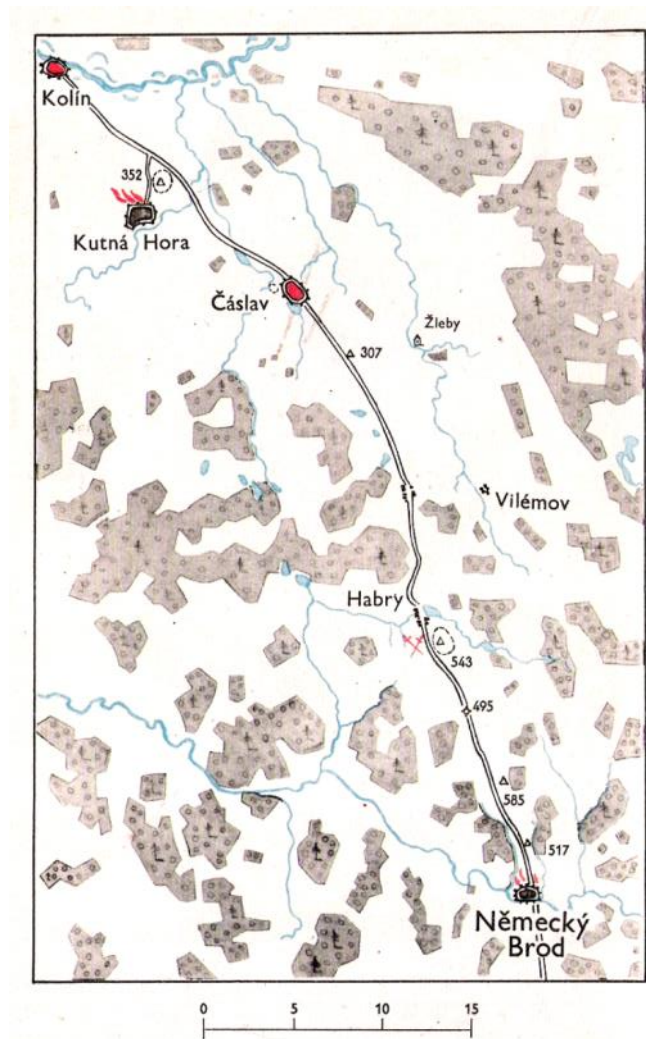 Kolín
352
Kutná Hora
Čáslav
307
Žleby
Vilémov
Habry
543
495
585
517
Německý
Brod
0 5 10 15